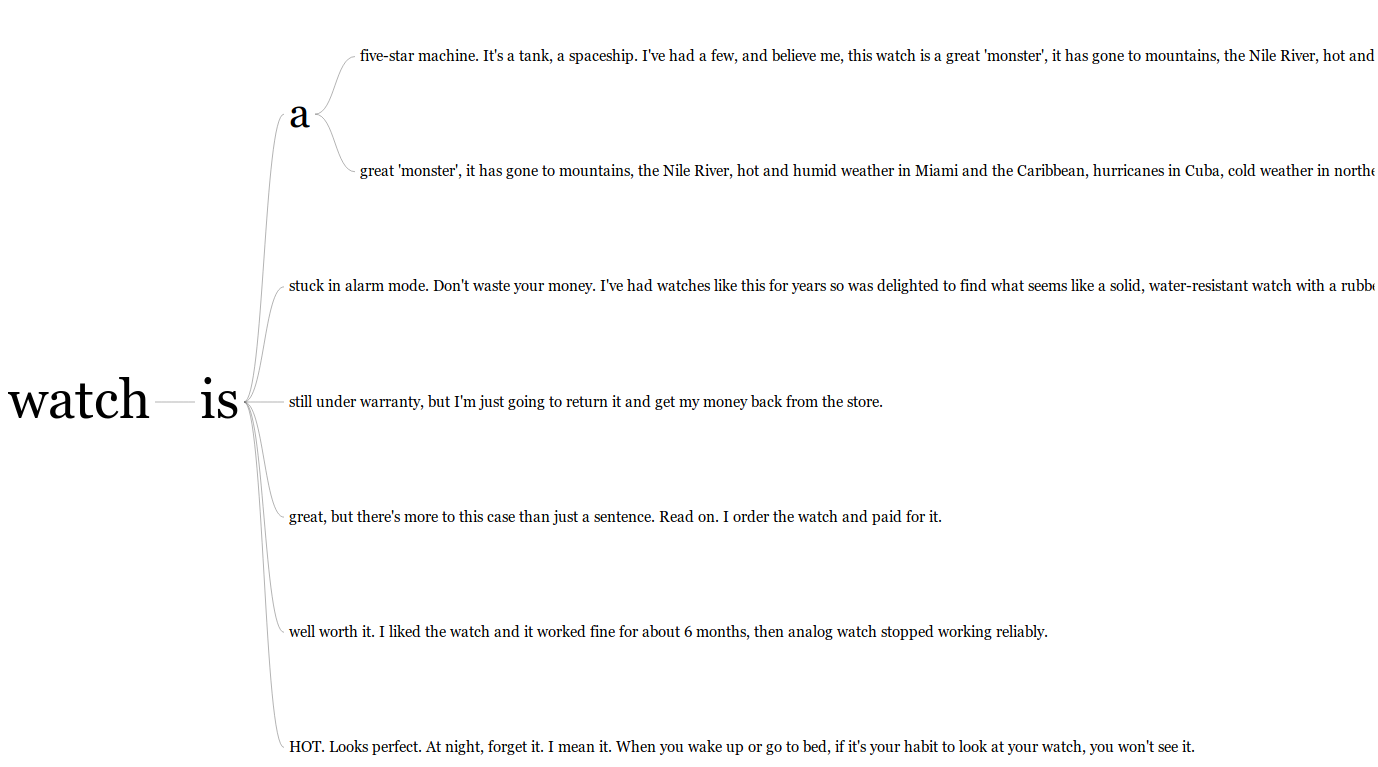 five-star machine. It's a tank, a spaceship. I've had a few, and believe me, this watch is a great 'monster', it has gone to mountains, the Nile River, hot and
a
great 'monster', it has gone to mountains, the Nile River, hot and humid weather in Miami and the Caribbean, hurricanes in Cuba, cold weather in northe
stuck in alarm mode. Don't waste your money. I've had watches like this for years so was delighted to find what seems like a solid, water-resistant watch with a rubbe
watch is
still under warranty, but I'm just going to return it and get my money back from the store.
great, but there's more to this case than just a sentence. Read on. I order the watch and paid for it.
well worth it. I liked the watch and it worked fine for about 6 months, then analog watch stopped working reliably.
HOT. Looks perfect. At night, forget it. I mean it. When you wake up or go to bed, if it's your habit to look at your watch, you won't see it.